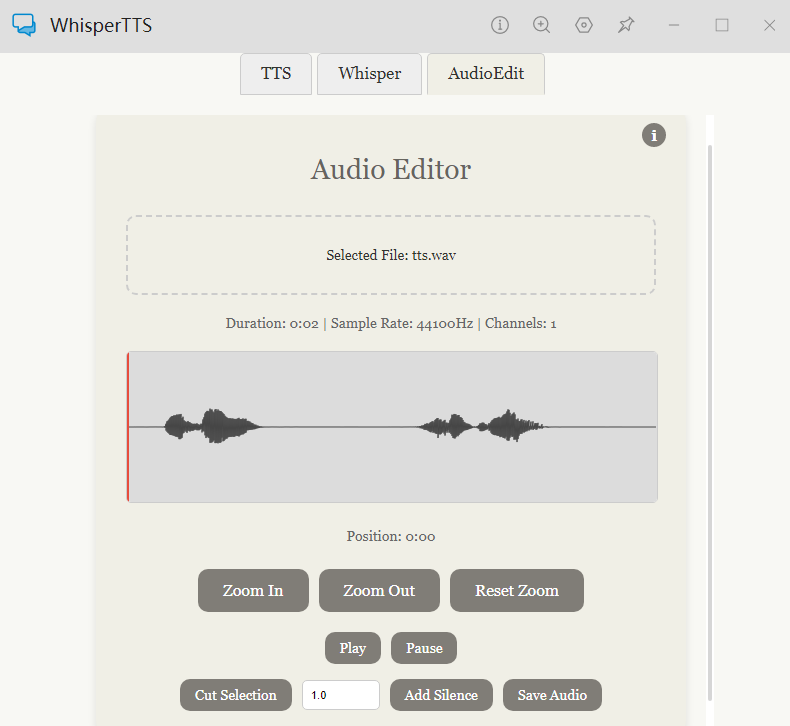 WhisperTTS
TTS Whisper AudioEdit
Audio Editor
Selected File: tts.wav
Duration: 0:02 | Sample Rate: 44100Hz | Channels: 1
Position: 0:00
Zoom In Zoom Out Reset Zoom
Play Pause
Cut Selection 1.0 Add Silence Save Audio